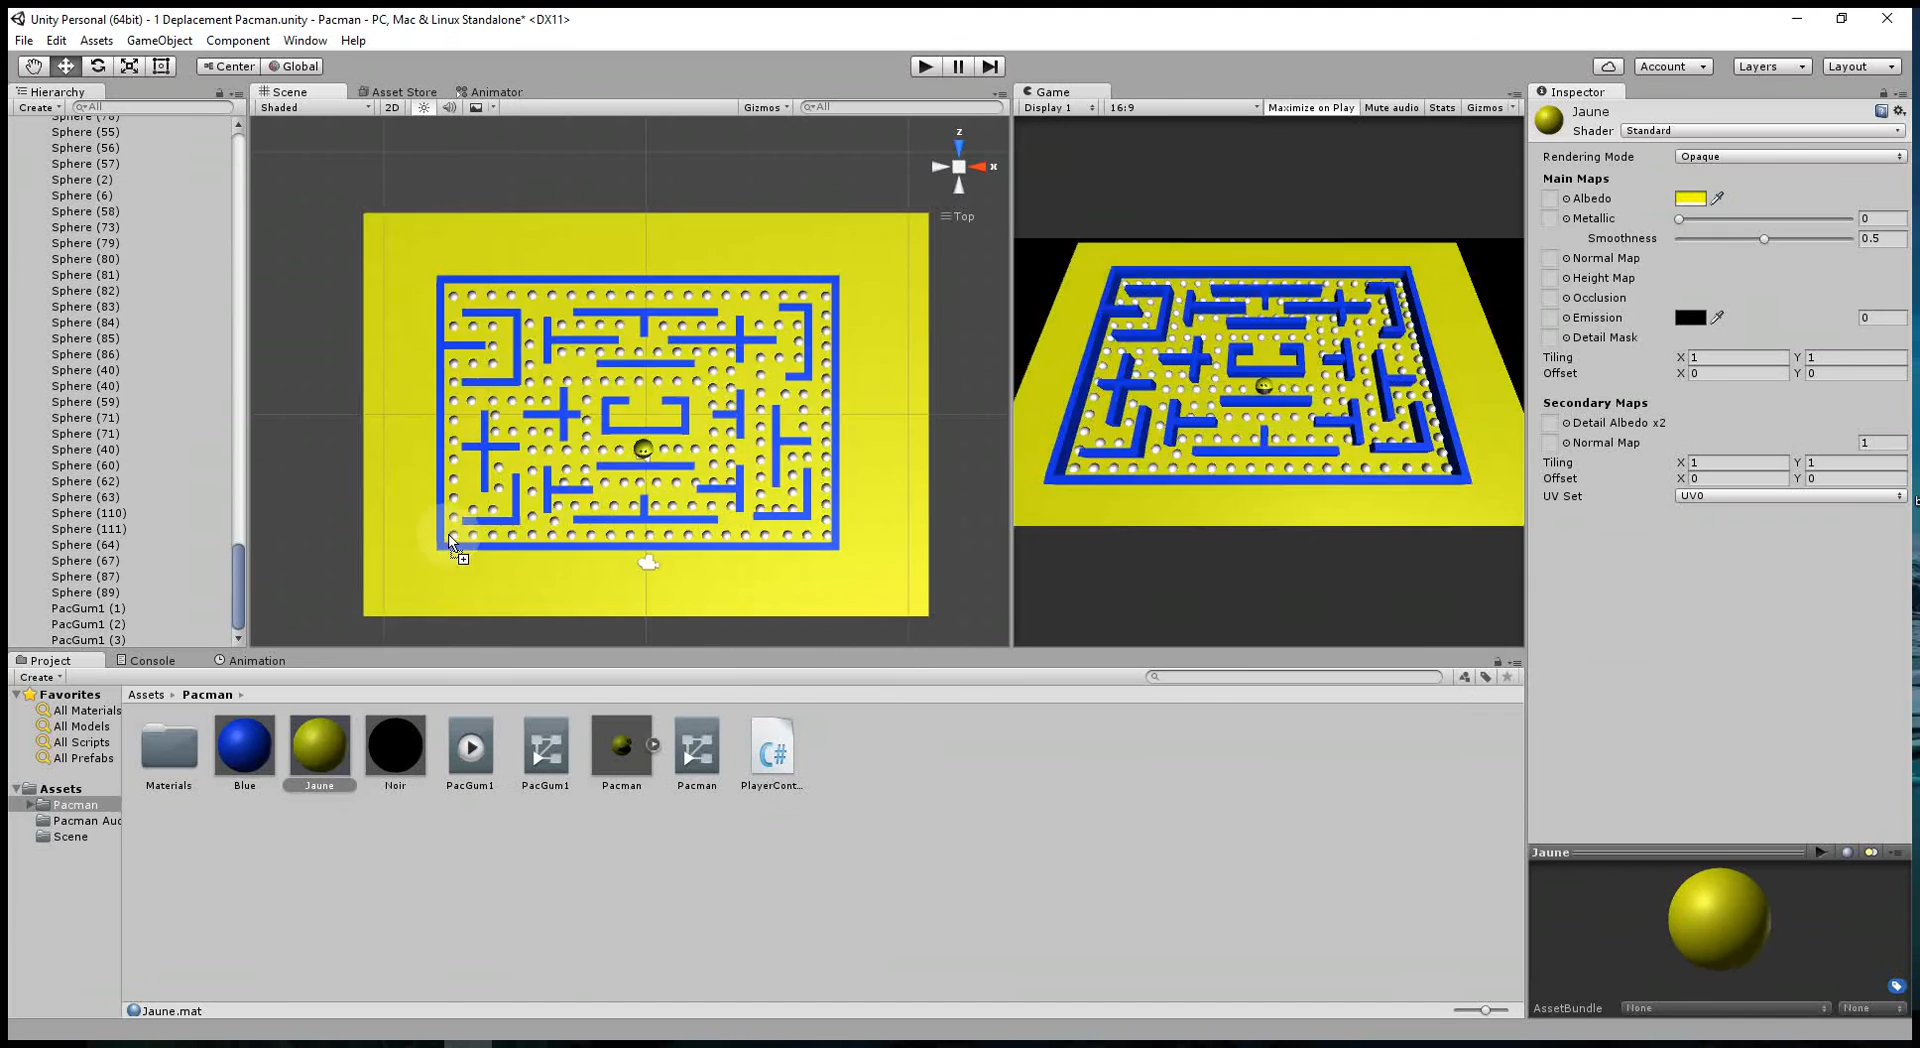 Unity Personal (64bit) - 1 Deplacement Pacman.unity - Pacman - PC, Mac & Linux Standalone* <DX11>
File Edit Assets GameObject Component Window Help
Center Global Account Layers Layout
Hierarchy
Create All
Sphere (78)
Sphere (55)
Sphere (56)
Sphere (57)
Sphere (2)
Sphere (6)
Sphere (58)
Sphere (73)
Sphere (79)
Sphere (80)
Sphere (81)
Sphere (82)
Sphere (83)
Sphere (84)
Sphere (85)
Sphere (86)
Sphere (40)
Sphere (40)
Sphere (59)
Sphere (71)
Sphere (71)
Sphere (40)
Sphere (60)
Sphere (62)
Sphere (63)
Sphere (110)
Sphere (111)
Sphere (64)
Sphere (67)
Sphere (87)
Sphere (89)
PacGum1 (1)
PacGum1 (2)
PacGum1 (3)
Scene Asset Store Animator
Shaded 2D Gizmos All
z
x
Top
Game
Display 1 16:9 Maximize on Play Mute audio Stats Gizmos
Inspector
Jaune
Shader Standard
Rendering Mode Opaque
Main Maps
Albedo
Metallic 0
Smoothness 0.5
Normal Map
Height Map
Occlusion
Emission 0
Detail Mask
Tiling X 1 Y 1
Offset X 0 Y 0
Secondary Maps
Detail Albedo x2
Normal Map 1
Tiling X 1 Y 1
Offset X 0 Y 0
UV Set UV0
Jaune
AssetBundle None None
Project Console Animation
Create
Favorites
All Materials
All Models
All Scripts
All Prefabs
Assets
Pacman
Pacman Auc
Scene
Assets Pacman
Materials Blue Jaune Noir PacGum1 PacGum1 Pacman Pacman C# PlayerCont...
Jaune.mat